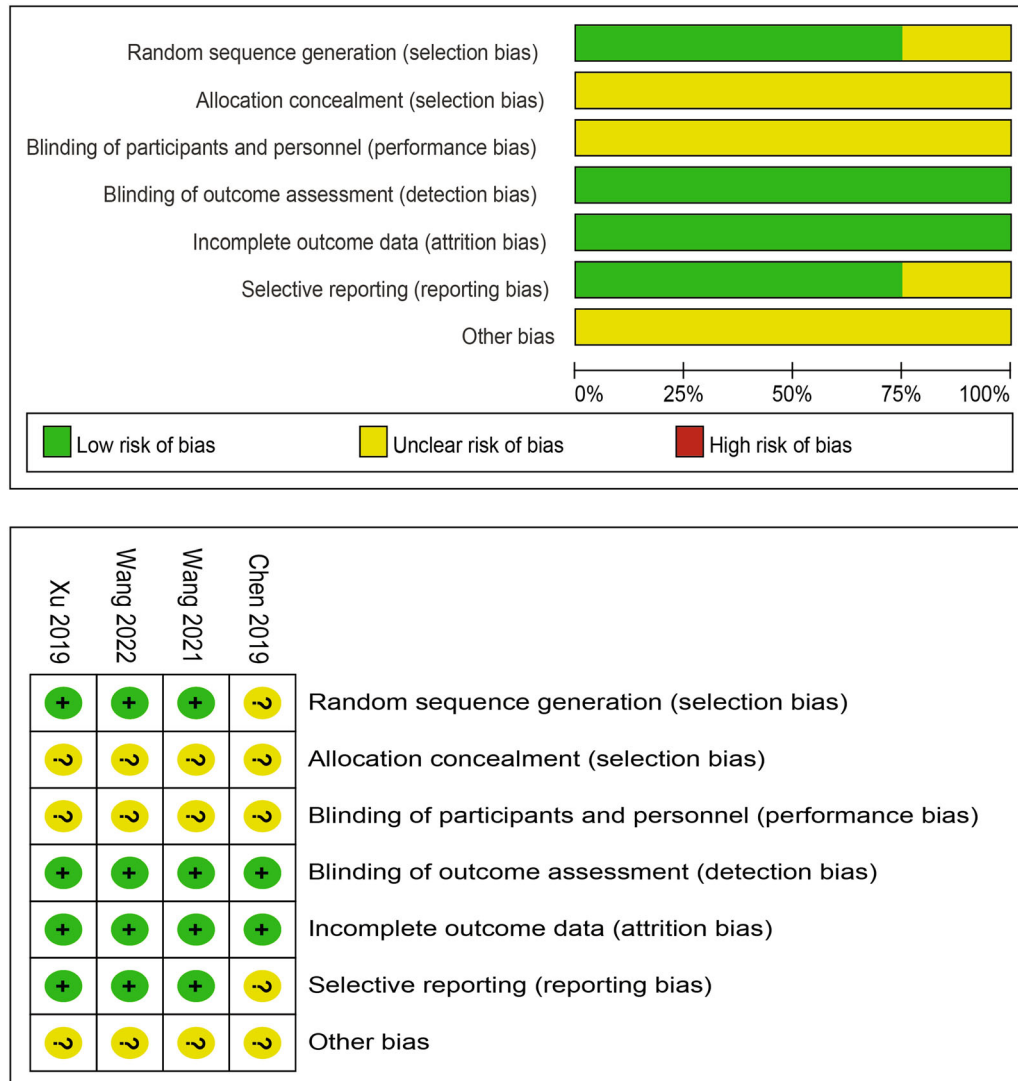 Random sequence generation (selection bias)
Allocation concealment (selection bias)
Blinding of participants and personnel (performance bias)
Blinding of outcome assessment (detection bias)
Incomplete outcome data (attrition bias)
Selective reporting (reporting bias)
Other bias
0% 25% 50% 75% 100%
Low risk of bias Unclear risk of bias High risk of bias
Xu 2019 Wang 2022 Wang 2021 Chen 2019
+ + + ? Random sequence generation (selection bias)
? ? ? ? Allocation concealment (selection bias)
? ? ? ? Blinding of participants and personnel (performance bias)
+ + + + Blinding of outcome assessment (detection bias)
+ + + + Incomplete outcome data (attrition bias)
+ + + ? Selective reporting (reporting bias)
? ? ? ? Other bias